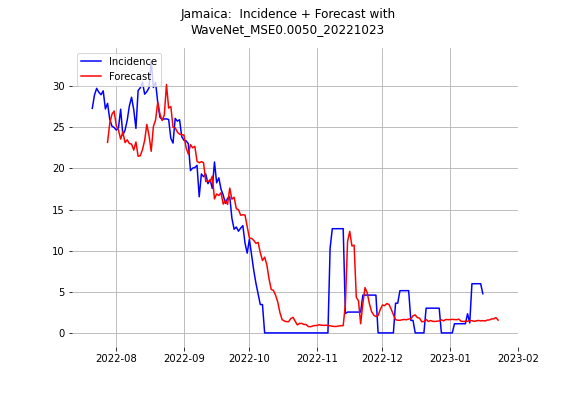 Jamaica:  Incidence + Forecast with
WaveNet_MSE0.0050_20221023
Incidence
Forecast
30
25
20
15
10
5
0
2022-08 2022-09 2022-10 2022-11 2022-12 2023-01 2023-02